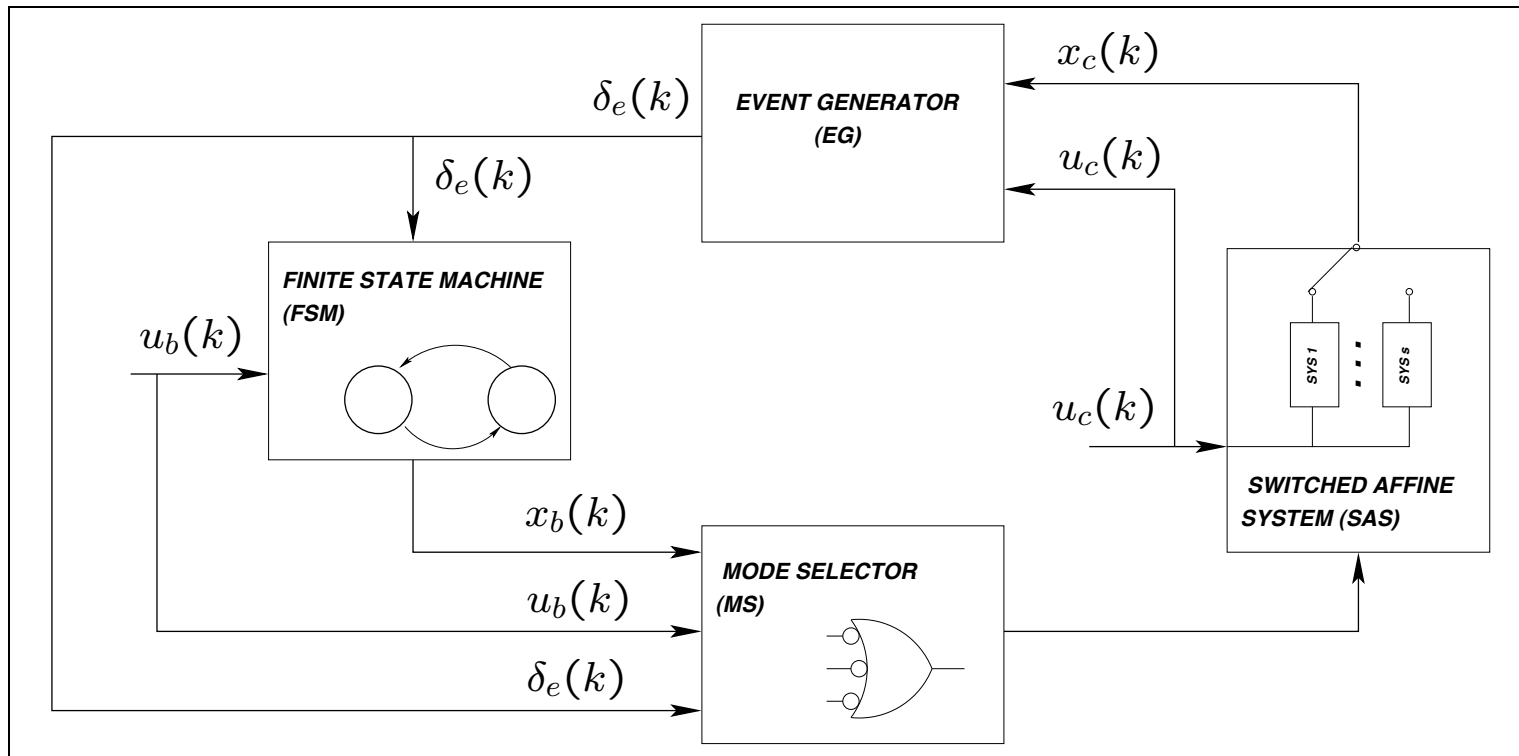 x_c(k)
δ_e(k)
EVENT GENERATOR
(EG)
u_c(k)
δ_e(k)
FINITE STATE MACHINE
(FSM)
u_b(k)
SYS 1
SYS s
u_c(k)
SWITCHED AFFINE
SYSTEM (SAS)
x_b(k)
MODE SELECTOR
(MS)
u_b(k)
δ_e(k)